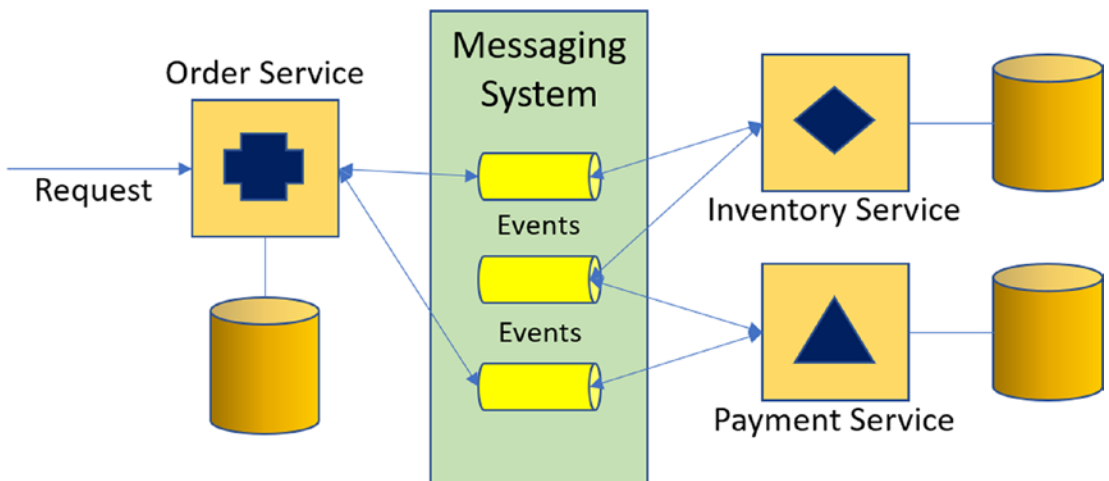 Messaging
System
Order Service
Request
Events
Inventory Service
Events
Payment Service